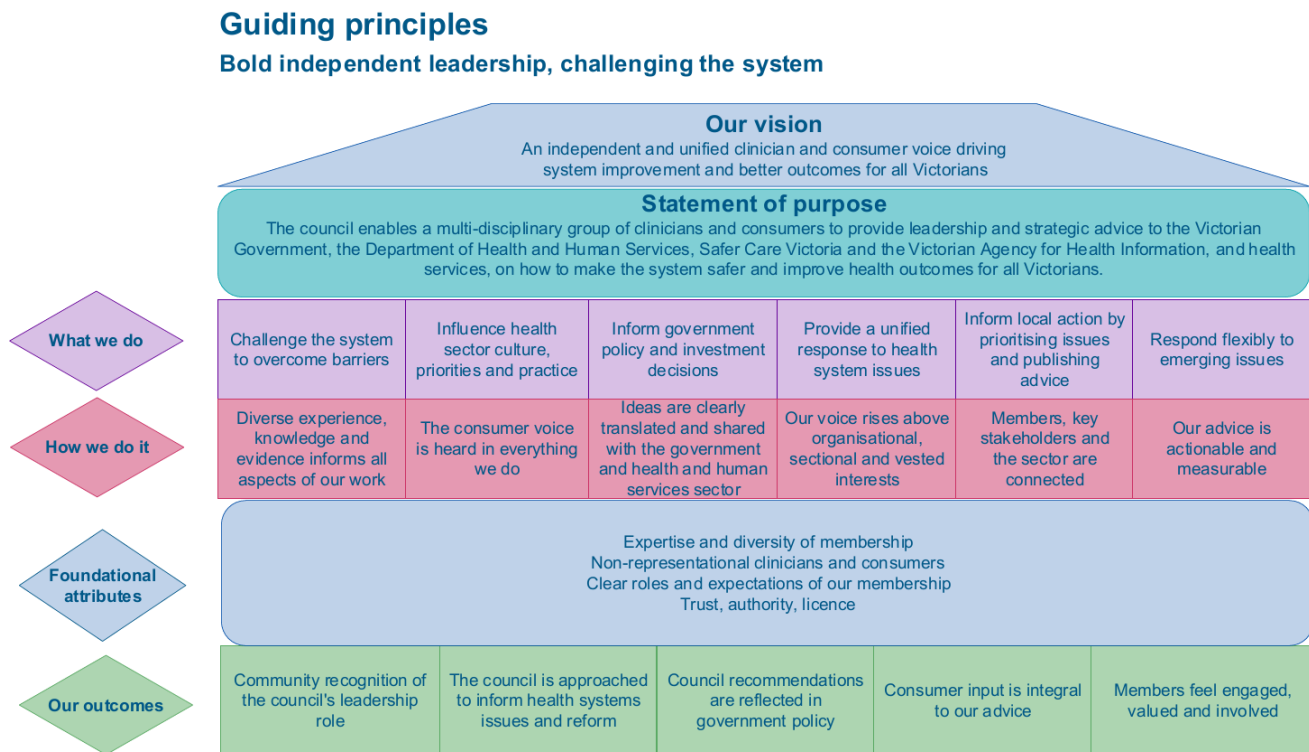 Guiding principles
Bold independent leadership, challenging the system
Our vision
An independent and unified clinician and consumer voice driving
system improvement and better outcomes for all Victorians
Statement of purpose
The council enables a multi-disciplinary group of clinicians and consumers to provide leadership and strategic advice to the Victorian
Government, the Department of Health and Human Services, Safer Care Victoria and the Victorian Agency for Health Information, and health
services, on how to make the system safer and improve health outcomes for all Victorians.
What we do
Challenge the system
to overcome barriers
Influence health
sector culture,
priorities and practice
Inform government
policy and investment
decisions
Provide a unified
response to health
system issues
Inform local action by
prioritising issues
and publishing
advice
Respond flexibly to
emerging issues
How we do it
Diverse experience,
knowledge and
evidence informs all
aspects of our work
The consumer voice
is heard in everything
we do
Ideas are clearly
translated and shared
with the government
and health and human
services sector
Our voice rises above
organisational,
sectional and vested
interests
Members, key
stakeholders and
the sector are
connected
Our advice is
actionable and
measurable
Foundational
attributes
Expertise and diversity of membership
Non-representational clinicians and consumers
Clear roles and expectations of our membership
Trust, authority, licence
Our outcomes
Community recognition of
the council's leadership
role
The council is approached
to inform health systems
issues and reform
Council recommendations
are reflected in
government policy
Consumer input is integral
to our advice
Members feel engaged,
valued and involved